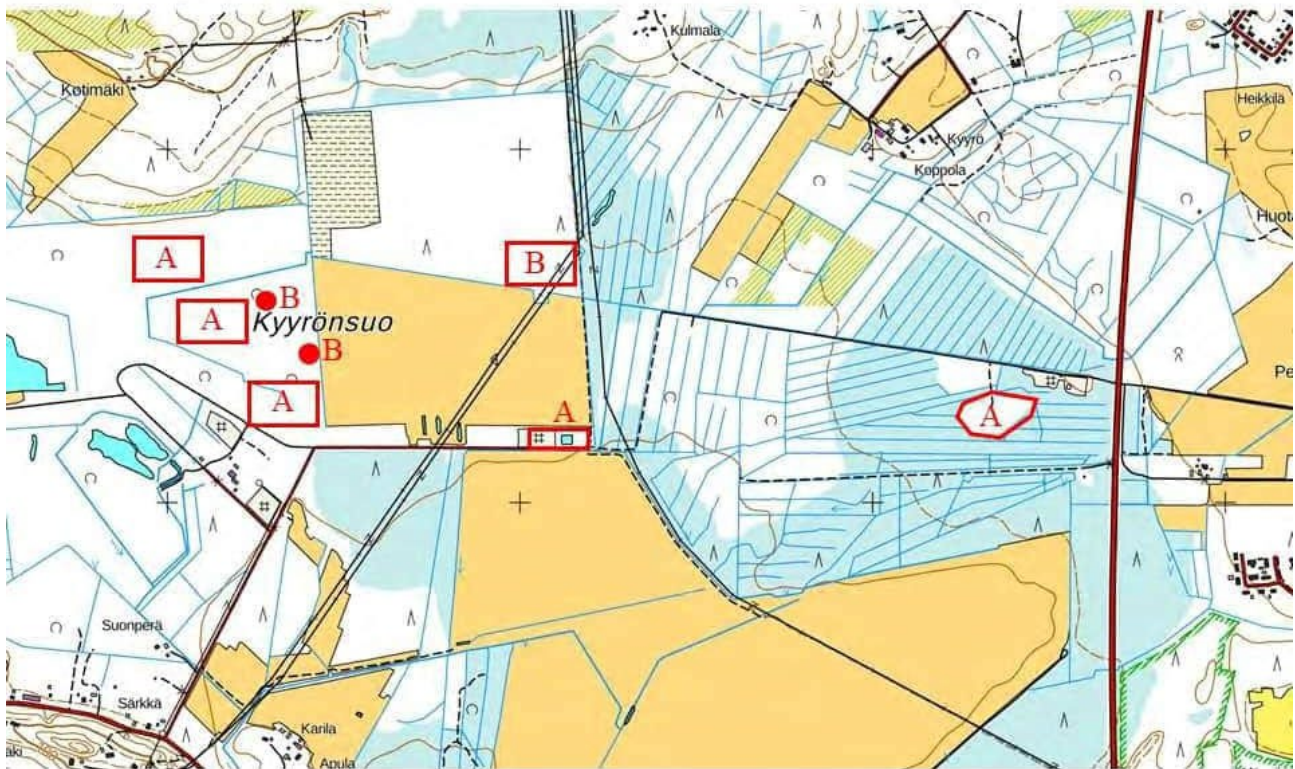 Kulmala
Kotimäki
Heikkilä
Kyyrö
Koppola
Huota
A
B
B
A
Kyyrönsuo
B
Pe
A
A
A
Suonperä
Särkkä
Karila
äki
Apula